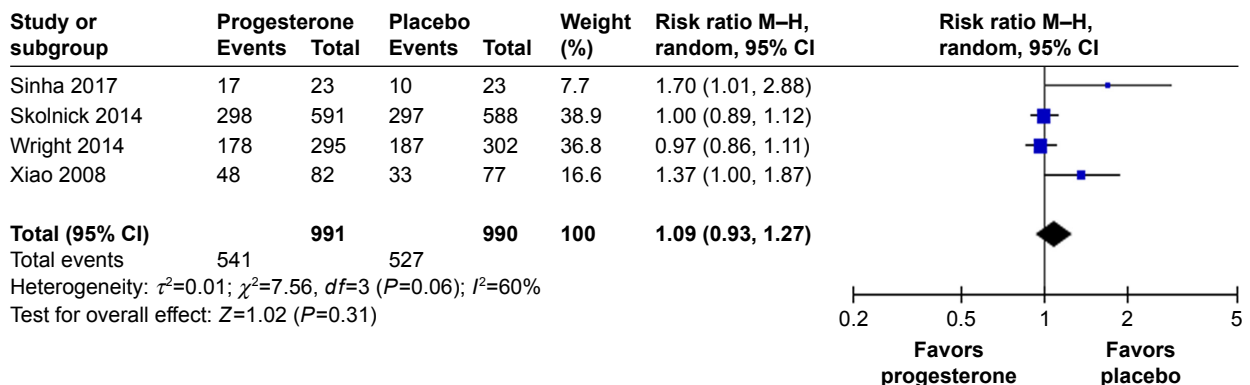 Study or Progesterone Placebo Weight Risk ratio M–H, Risk ratio M–H,
subgroup Events Total Events Total (%) random, 95% CI random, 95% CI
Sinha 2017 17 23 10 23 7.7 1.70 (1.01, 2.88)
Skolnick 2014 298 591 297 588 38.9 1.00 (0.89, 1.12)
Wright 2014 178 295 187 302 36.8 0.97 (0.86, 1.11)
Xiao 2008 48 82 33 77 16.6 1.37 (1.00, 1.87)
Total (95% CI) 991 990 100 1.09 (0.93, 1.27)
Total events 541 527
Heterogeneity: τ²=0.01; χ²=7.56, df=3 (P=0.06); I²=60%
Test for overall effect: Z=1.02 (P=0.31)
0.2 0.5 1 2 5
Favors Favors
progesterone placebo